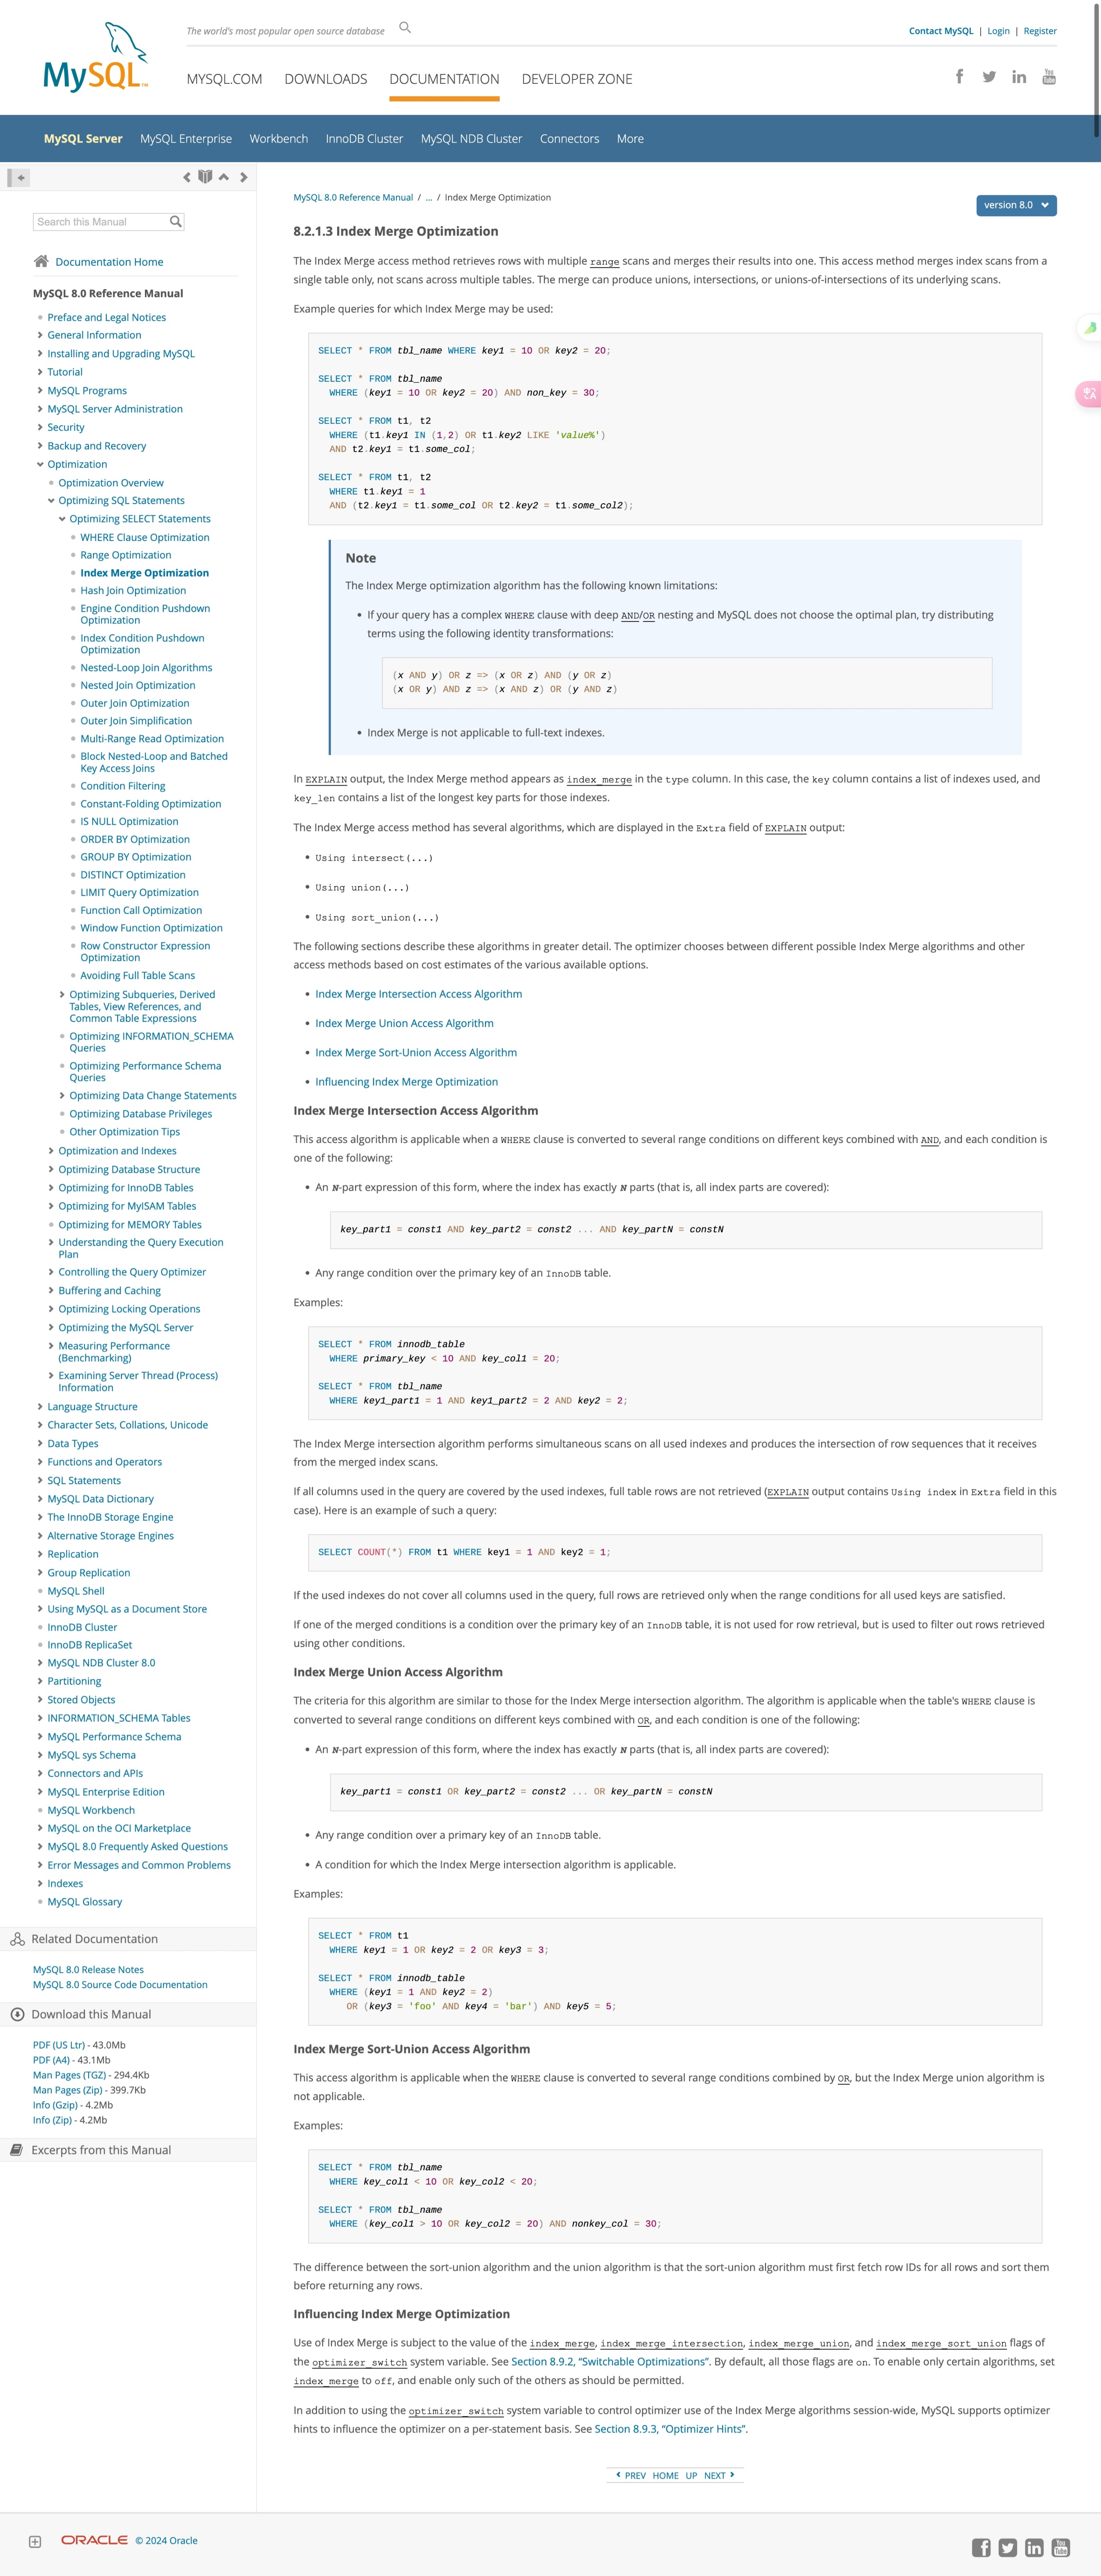 The world's most popular open source database
Contact MySQL | Login | Register
MySQL™
MYSQL.COM DOWNLOADS DOCUMENTATION DEVELOPER ZONE
MySQL Server MySQL Enterprise Workbench InnoDB Cluster MySQL NDB Cluster Connectors More
Search this Manual
Documentation Home
MySQL 8.0 Reference Manual
Preface and Legal Notices
General Information
Installing and Upgrading MySQL
Tutorial
MySQL Programs
MySQL Server Administration
Security
Backup and Recovery
Optimization
Optimization Overview
Optimizing SQL Statements
Optimizing SELECT Statements
WHERE Clause Optimization
Range Optimization
Index Merge Optimization
Hash Join Optimization
Engine Condition Pushdown
Optimization
Index Condition Pushdown
Optimization
Nested-Loop Join Algorithms
Nested Join Optimization
Outer Join Optimization
Outer Join Simplification
Multi-Range Read Optimization
Block Nested-Loop and Batched
Key Access Joins
Condition Filtering
Constant-Folding Optimization
IS NULL Optimization
ORDER BY Optimization
GROUP BY Optimization
DISTINCT Optimization
LIMIT Query Optimization
Function Call Optimization
Window Function Optimization
Row Constructor Expression
Optimization
Avoiding Full Table Scans
Optimizing Subqueries, Derived
Tables, View References, and
Common Table Expressions
Optimizing INFORMATION_SCHEMA
Queries
Optimizing Performance Schema
Queries
Optimizing Data Change Statements
Optimizing Database Privileges
Other Optimization Tips
Optimization and Indexes
Optimizing Database Structure
Optimizing for InnoDB Tables
Optimizing for MyISAM Tables
Optimizing for MEMORY Tables
Understanding the Query Execution
Plan
Controlling the Query Optimizer
Buffering and Caching
Optimizing Locking Operations
Optimizing the MySQL Server
Measuring Performance
(Benchmarking)
Examining Server Thread (Process)
Information
Language Structure
Character Sets, Collations, Unicode
Data Types
Functions and Operators
SQL Statements
MySQL Data Dictionary
The InnoDB Storage Engine
Alternative Storage Engines
Replication
Group Replication
MySQL Shell
Using MySQL as a Document Store
InnoDB Cluster
InnoDB ReplicaSet
MySQL NDB Cluster 8.0
Partitioning
Stored Objects
INFORMATION_SCHEMA Tables
MySQL Performance Schema
MySQL sys Schema
Connectors and APIs
MySQL Enterprise Edition
MySQL Workbench
MySQL on the OCI Marketplace
MySQL 8.0 Frequently Asked Questions
Error Messages and Common Problems
Indexes
MySQL Glossary
Related Documentation
MySQL 8.0 Release Notes
MySQL 8.0 Source Code Documentation
Download this Manual
PDF (US Ltr) - 43.0Mb
PDF (A4) - 43.1Mb
Man Pages (TGZ) - 294.4Kb
Man Pages (Zip) - 399.7Kb
Info (Gzip) - 4.2Mb
Info (Zip) - 4.2Mb
Excerpts from this Manual
MySQL 8.0 Reference Manual / ... / Index Merge Optimization
version 8.0
8.2.1.3 Index Merge Optimization
The Index Merge access method retrieves rows with multiple range scans and merges their results into one. This access method merges index scans from a
single table only, not scans across multiple tables. The merge can produce unions, intersections, or unions-of-intersections of its underlying scans.
Example queries for which Index Merge may be used:
SELECT * FROM tbl_name WHERE key1 = 10 OR key2 = 20;
SELECT * FROM tbl_name
WHERE (key1 = 10 OR key2 = 20) AND non_key = 30;
SELECT * FROM t1, t2
WHERE (t1.key1 IN (1,2) OR t1.key2 LIKE 'value%')
AND t2.key1 = t1.some_col;
SELECT * FROM t1, t2
WHERE t1.key1 = 1
AND (t2.key1 = t1.some_col OR t2.key2 = t1.some_col2);
Note
The Index Merge optimization algorithm has the following known limitations:
• If your query has a complex WHERE clause with deep AND/OR nesting and MySQL does not choose the optimal plan, try distributing
terms using the following identity transformations:
(x AND y) OR z => (x OR z) AND (y OR z)
(x OR y) AND z => (x AND z) OR (y AND z)
• Index Merge is not applicable to full-text indexes.
In EXPLAIN output, the Index Merge method appears as index_merge in the type column. In this case, the key column contains a list of indexes used, and
key_len contains a list of the longest key parts for those indexes.
The Index Merge access method has several algorithms, which are displayed in the Extra field of EXPLAIN output:
• Using intersect(...)
• Using union(...)
• Using sort_union(...)
The following sections describe these algorithms in greater detail. The optimizer chooses between different possible Index Merge algorithms and other
access methods based on cost estimates of the various available options.
• Index Merge Intersection Access Algorithm
• Index Merge Union Access Algorithm
• Index Merge Sort-Union Access Algorithm
• Influencing Index Merge Optimization
Index Merge Intersection Access Algorithm
This access algorithm is applicable when a WHERE clause is converted to several range conditions on different keys combined with AND, and each condition is
one of the following:
• An N-part expression of this form, where the index has exactly N parts (that is, all index parts are covered):
key_part1 = const1 AND key_part2 = const2 ... AND key_partN = constN
• Any range condition over the primary key of an InnoDB table.
Examples:
SELECT * FROM innodb_table
WHERE primary_key < 10 AND key_col1 = 20;
SELECT * FROM tbl_name
WHERE key1_part1 = 1 AND key1_part2 = 2 AND key2 = 2;
The Index Merge intersection algorithm performs simultaneous scans on all used indexes and produces the intersection of row sequences that it receives
from the merged index scans.
If all columns used in the query are covered by the used indexes, full table rows are not retrieved (EXPLAIN output contains Using index in Extra field in this
case). Here is an example of such a query:
SELECT COUNT(*) FROM t1 WHERE key1 = 1 AND key2 = 1;
If the used indexes do not cover all columns used in the query, full rows are retrieved only when the range conditions for all used keys are satisfied.
If one of the merged conditions is a condition over the primary key of an InnoDB table, it is not used for row retrieval, but is used to filter out rows retrieved
using other conditions.
Index Merge Union Access Algorithm
The criteria for this algorithm are similar to those for the Index Merge intersection algorithm. The algorithm is applicable when the table's WHERE clause is
converted to several range conditions on different keys combined with OR, and each condition is one of the following:
• An N-part expression of this form, where the index has exactly N parts (that is, all index parts are covered):
key_part1 = const1 OR key_part2 = const2 ... OR key_partN = constN
• Any range condition over a primary key of an InnoDB table.
• A condition for which the Index Merge intersection algorithm is applicable.
Examples:
SELECT * FROM t1
WHERE key1 = 1 OR key2 = 2 OR key3 = 3;
SELECT * FROM innodb_table
WHERE (key1 = 1 AND key2 = 2)
OR (key3 = 'foo' AND key4 = 'bar') AND key5 = 5;
Index Merge Sort-Union Access Algorithm
This access algorithm is applicable when the WHERE clause is converted to several range conditions combined by OR, but the Index Merge union algorithm is
not applicable.
Examples:
SELECT * FROM tbl_name
WHERE key_col1 < 10 OR key_col2 < 20;
SELECT * FROM tbl_name
WHERE (key_col1 > 10 OR key_col2 = 20) AND nonkey_col = 30;
The difference between the sort-union algorithm and the union algorithm is that the sort-union algorithm must first fetch row IDs for all rows and sort them
before returning any rows.
Influencing Index Merge Optimization
Use of Index Merge is subject to the value of the index_merge, index_merge_intersection, index_merge_union, and index_merge_sort_union flags of
the optimizer_switch system variable. See Section 8.9.2, “Switchable Optimizations”. By default, all those flags are on. To enable only certain algorithms, set
index_merge to off, and enable only such of the others as should be permitted.
In addition to using the optimizer_switch system variable to control optimizer use of the Index Merge algorithms session-wide, MySQL supports optimizer
hints to influence the optimizer on a per-statement basis. See Section 8.9.3, “Optimizer Hints”.
PREV HOME UP NEXT
ORACLE © 2024 Oracle